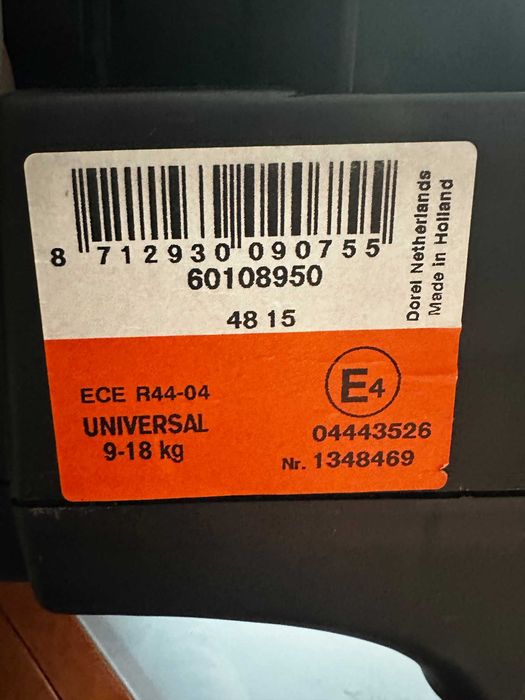 8 712930 090755
60108950
48 15
Dorel Netherlands
Made in Holland
ECE R44-04
UNIVERSAL
9-18 kg
E4
04443526
Nr. 1348469